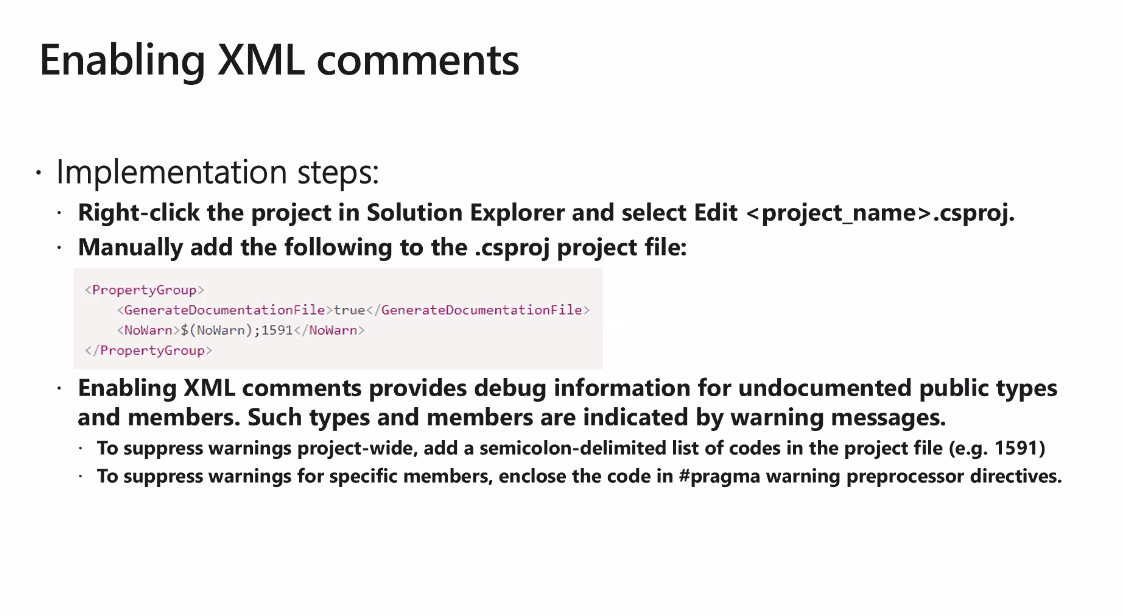 Enabling XML comments
· Implementation steps:
· Right-click the project in Solution Explorer and select Edit <project_name>.csproj.
· Manually add the following to the .csproj project file:
<PropertyGroup>
    <GenerateDocumentationFile>true</GenerateDocumentationFile>
    <NoWarn>$(NoWarn);1591</NoWarn>
</PropertyGroup>
· Enabling XML comments provides debug information for undocumented public types
and members. Such types and members are indicated by warning messages.
· To suppress warnings project-wide, add a semicolon-delimited list of codes in the project file (e.g. 1591)
· To suppress warnings for specific members, enclose the code in #pragma warning preprocessor directives.